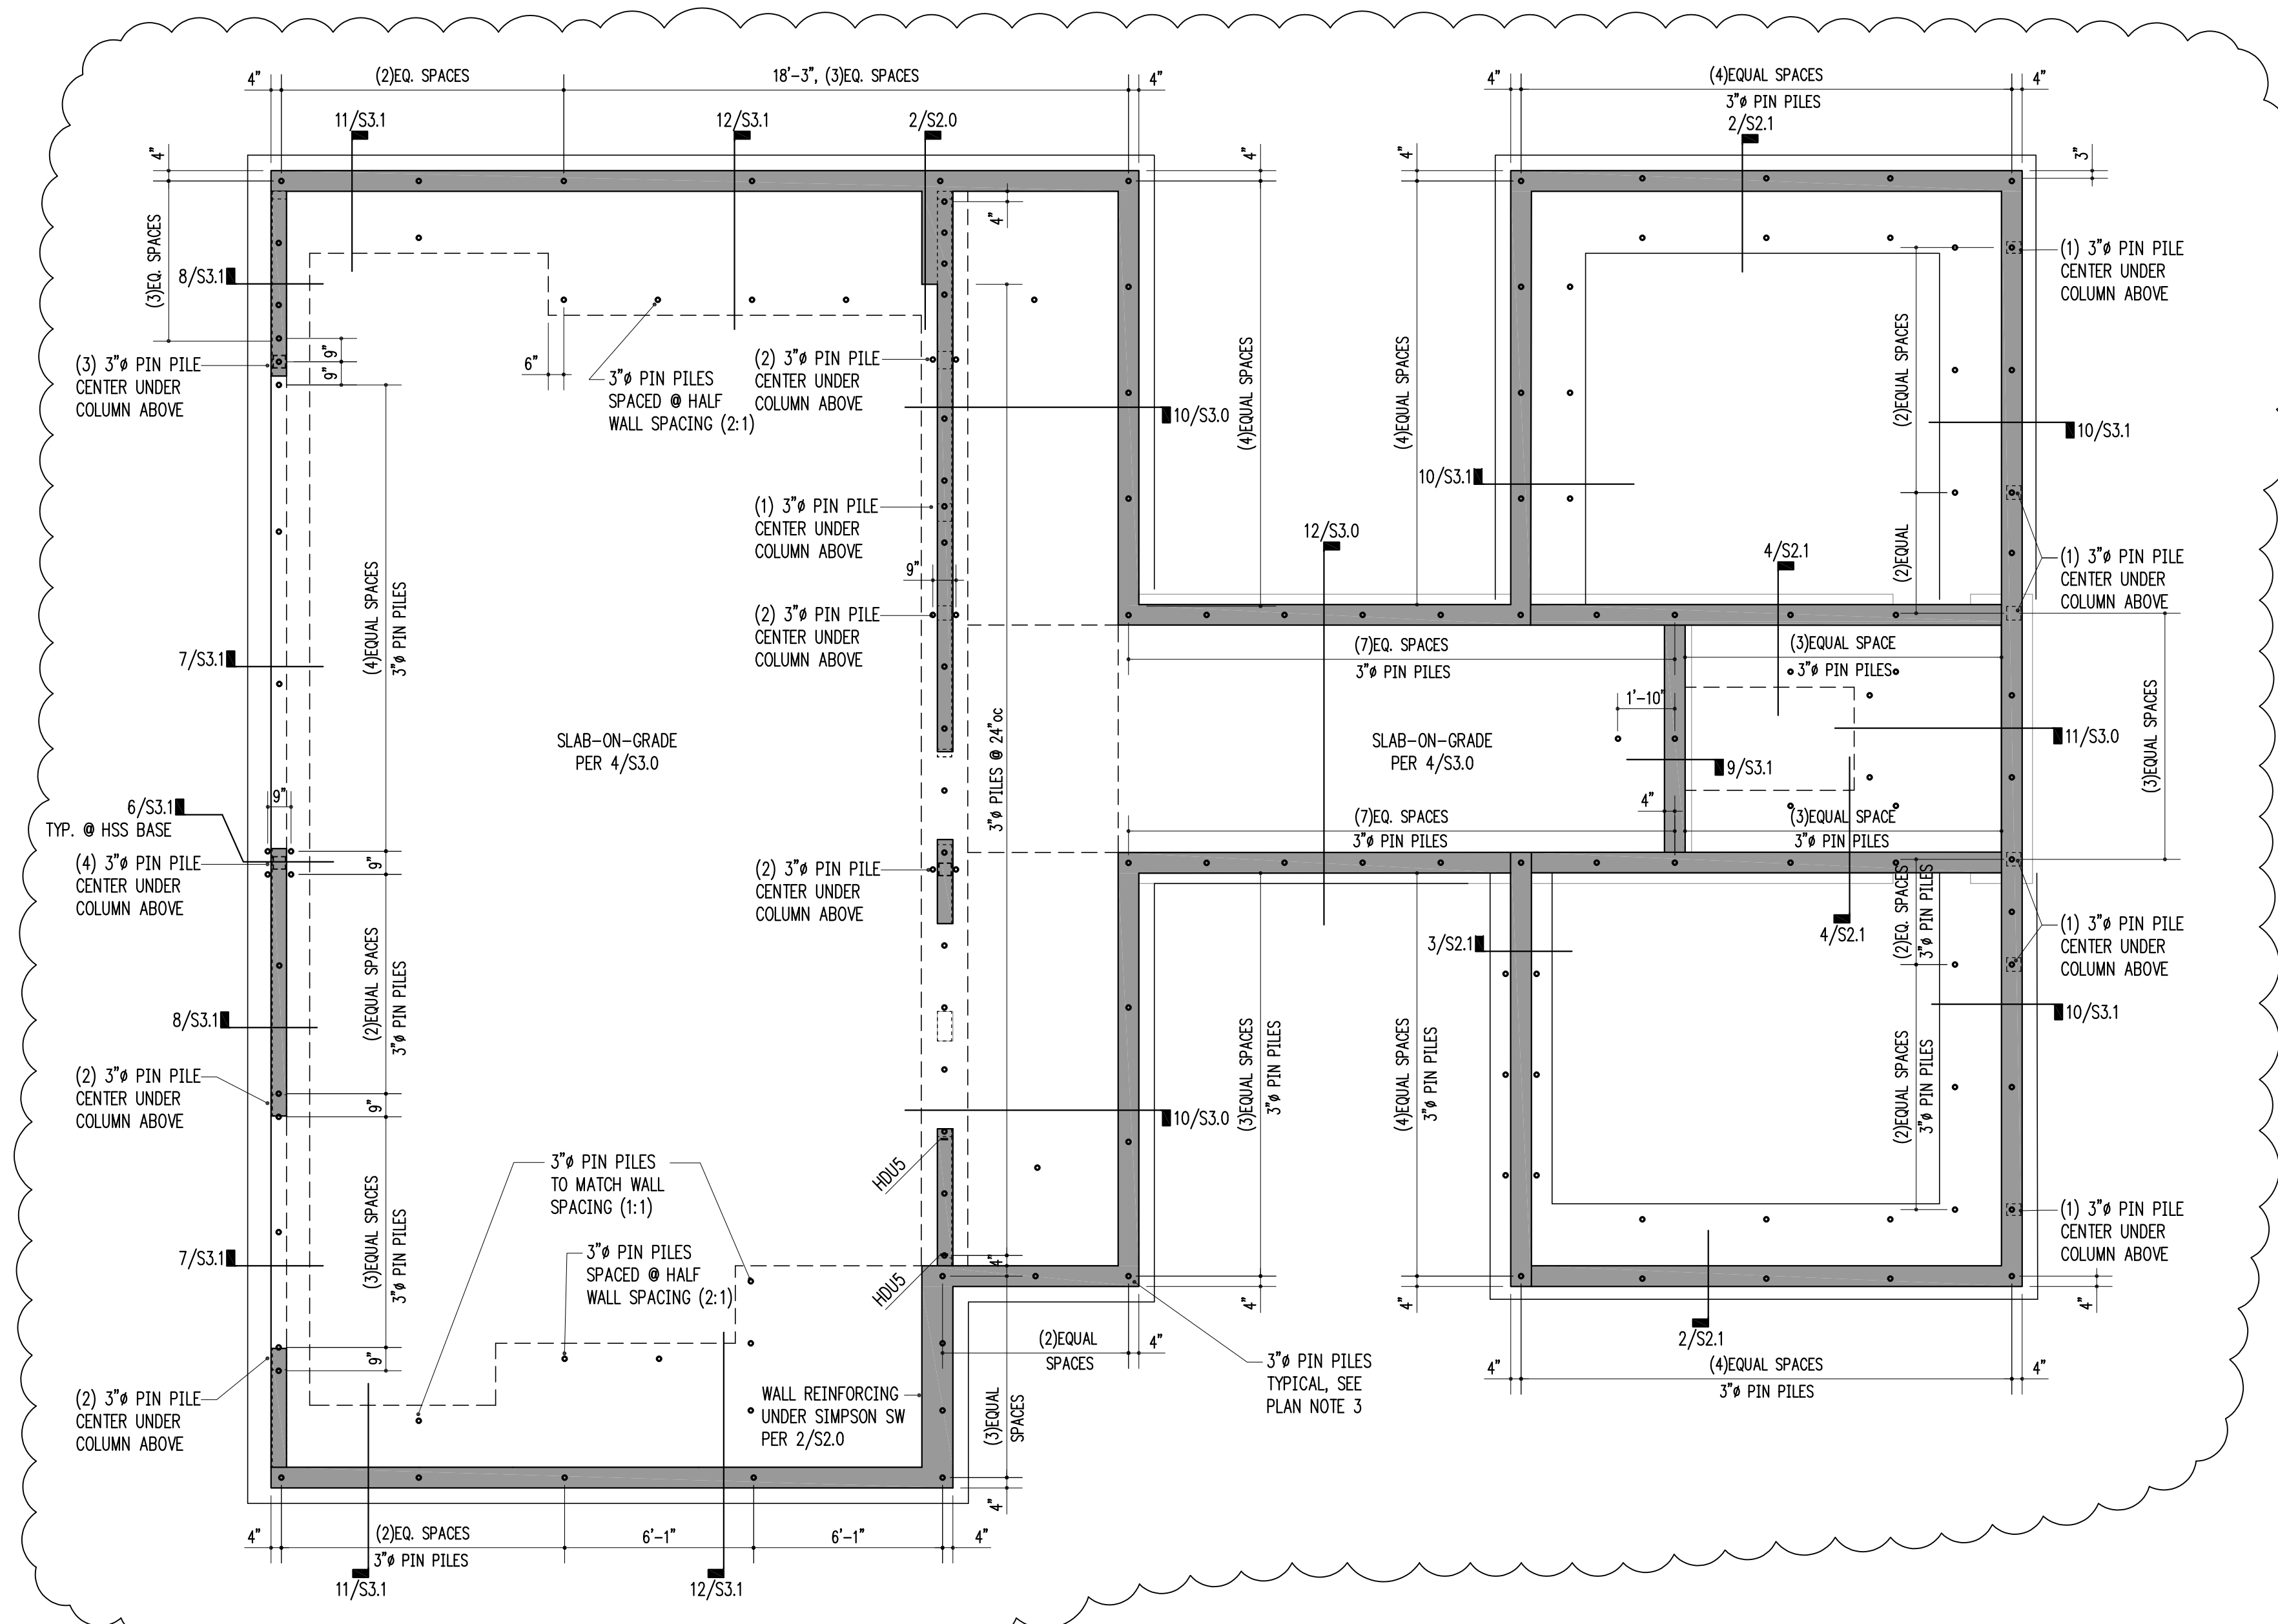 4"
(2)EQ. SPACES
18'-3", (3)EQ. SPACES
4"
4"
(4)EQUAL SPACES
3"ø PIN PILES
4"
11/S3.1
12/S3.1
2/S2.0
2/S2.1
4"
4"
4"
3"
(3)EQ. SPACES
8/S3.1
4"
(1) 3"ø PIN PILE
CENTER UNDER
COLUMN ABOVE
(3) 3"ø PIN PILE
CENTER UNDER
COLUMN ABOVE
9"
9"
6"
3"ø PIN PILES
SPACED @ HALF
WALL SPACING (2:1)
(2) 3"ø PIN PILE
CENTER UNDER
COLUMN ABOVE
10/S3.0
(4)EQUAL SPACES
(4)EQUAL SPACES
(2)EQUAL SPACES
10/S3.1
10/S3.1
(1) 3"ø PIN PILE
CENTER UNDER
COLUMN ABOVE
12/S3.0
4/S2.1
(2)EQUAL
(1) 3"ø PIN PILE
CENTER UNDER
COLUMN ABOVE
9"
(4)EQUAL SPACES
3"ø PIN PILES
7/S3.1
(2) 3"ø PIN PILE
CENTER UNDER
COLUMN ABOVE
(7)EQ. SPACES
3"ø PIN PILES
(3)EQUAL SPACE
3"ø PIN PILES
1'-10"
(3)EQUAL SPACES
SLAB-ON-GRADE
PER 4/S3.0
3"ø PILES @ 24"oc
SLAB-ON-GRADE
PER 4/S3.0
11/S3.0
9/S3.1
9"
6/S3.1
TYP. @ HSS BASE
4"
(7)EQ. SPACES
3"ø PIN PILES
(3)EQUAL SPACE
3"ø PIN PILES
(4) 3"ø PIN PILE
CENTER UNDER
COLUMN ABOVE
9"
(2) 3"ø PIN PILE
CENTER UNDER
COLUMN ABOVE
(2)EQ. SPACES
3"ø PIN PILES
3/S2.1
4/S2.1
(1) 3"ø PIN PILE
CENTER UNDER
COLUMN ABOVE
(2)EQUAL SPACES
3"ø PIN PILES
8/S3.1
10/S3.1
(2) 3"ø PIN PILE
CENTER UNDER
COLUMN ABOVE
9"
10/S3.0
(3)EQUAL SPACES
3"ø PIN PILES
(4)EQUAL SPACES
3"ø PIN PILES
(2)EQUAL SPACES
3"ø PIN PILES
3"ø PIN PILES
TO MATCH WALL
SPACING (1:1)
HDU5
(1) 3"ø PIN PILE
CENTER UNDER
COLUMN ABOVE
(3)EQUAL SPACES
3"ø PIN PILES
7/S3.1
3"ø PIN PILES
SPACED @ HALF
WALL SPACING (2:1)
4"
HDU5
4"
4"
4"
2/S2.1
(2)EQUAL
SPACES
4"
9"
(2) 3"ø PIN PILE
CENTER UNDER
COLUMN ABOVE
WALL REINFORCING
UNDER SIMPSON SW
PER 2/S2.0
(3)EQUAL
SPACES
3"ø PIN PILES
TYPICAL, SEE
PLAN NOTE 3
4"
(4)EQUAL SPACES
3"ø PIN PILES
4"
4"
4"
(2)EQ. SPACES
3"ø PIN PILES
6'-1"
6'-1"
4"
11/S3.1
12/S3.1